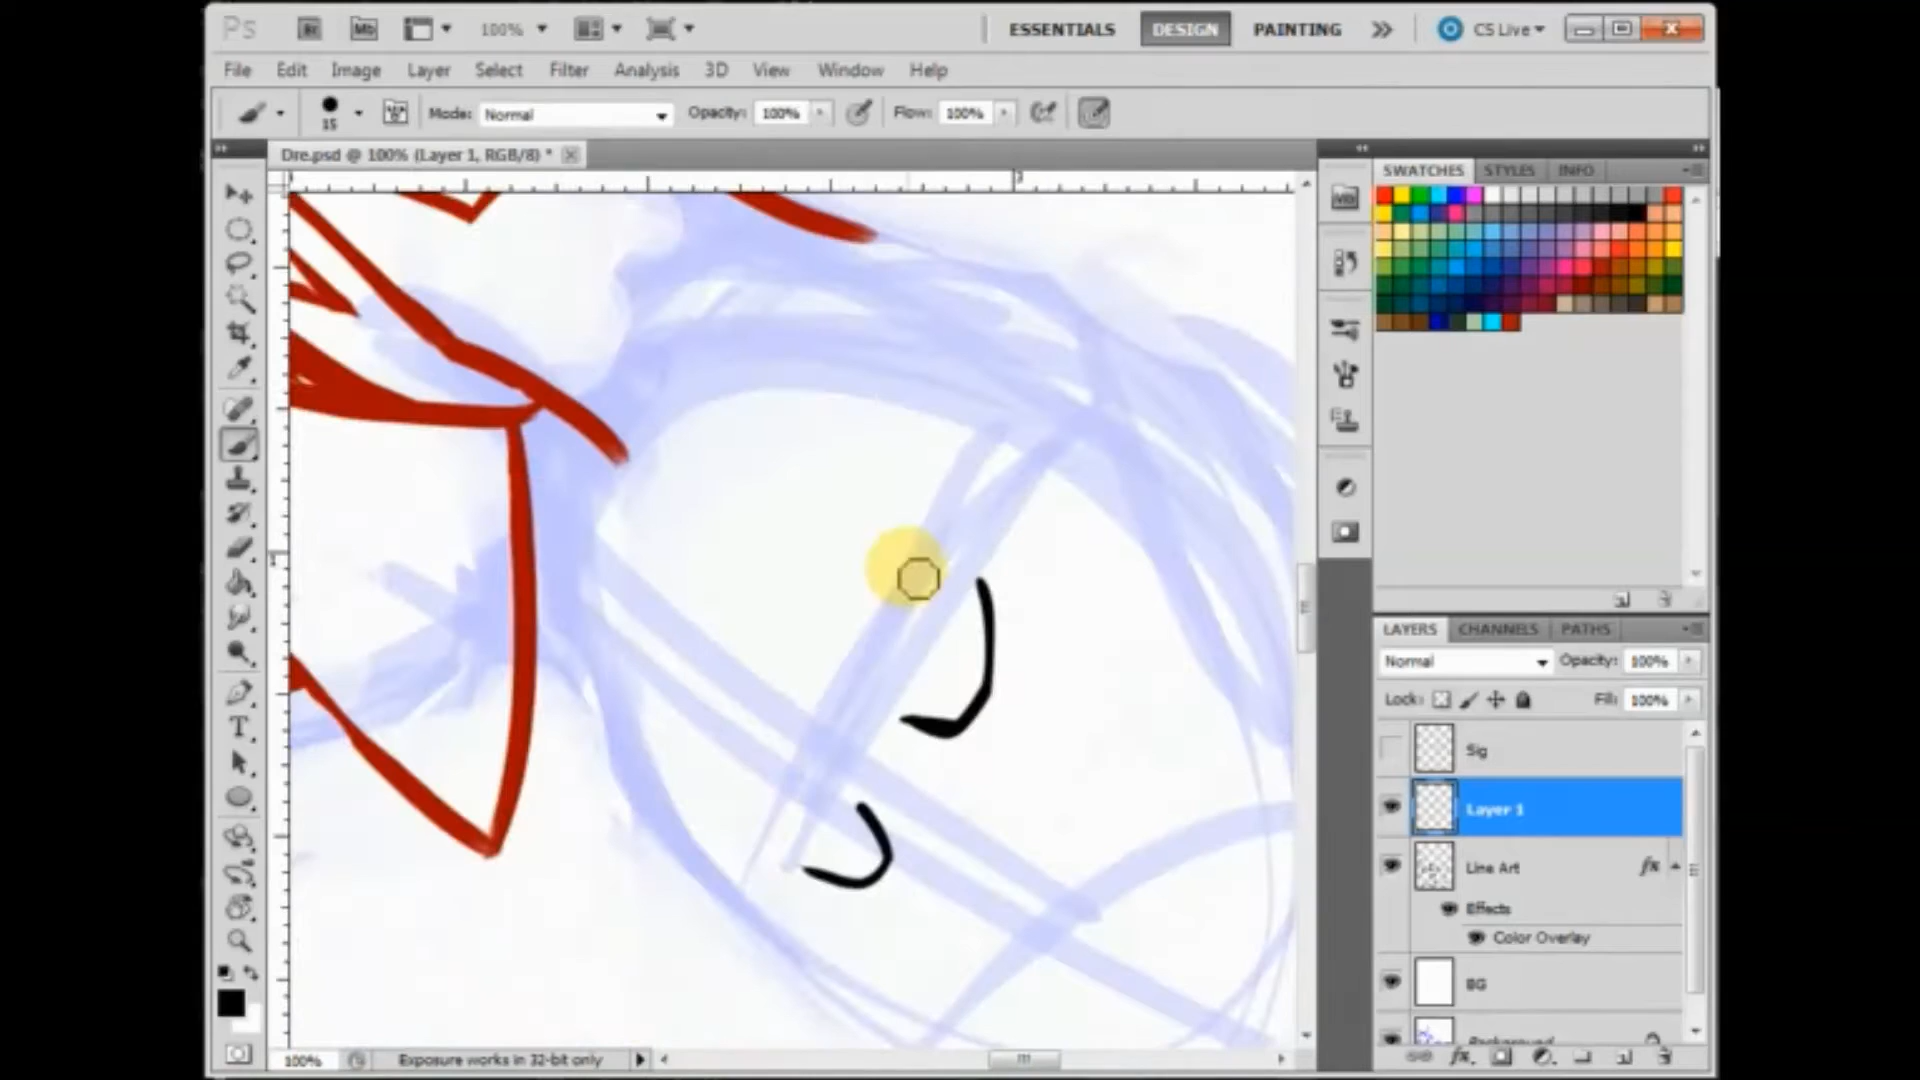 Ps Br Mb 100% ESSENTIALS DESIGN PAINTING CS Live
File Edit Image Layer Select Filter Analysis 3D View Window Help
15 Mode: Normal Opacity: 100% Flow: 100%
Dre.psd @ 100% (Layer 1, RGB/8) *
SWATCHES STYLES INFO
LAYERS CHANNELS PATHS
Normal Opacity: 100%
Lock: Fill: 100%
Sig
Layer 1
Line Art fx
Effects
Color Overlay
BG
Background
100% Exposure works in 32-bit only